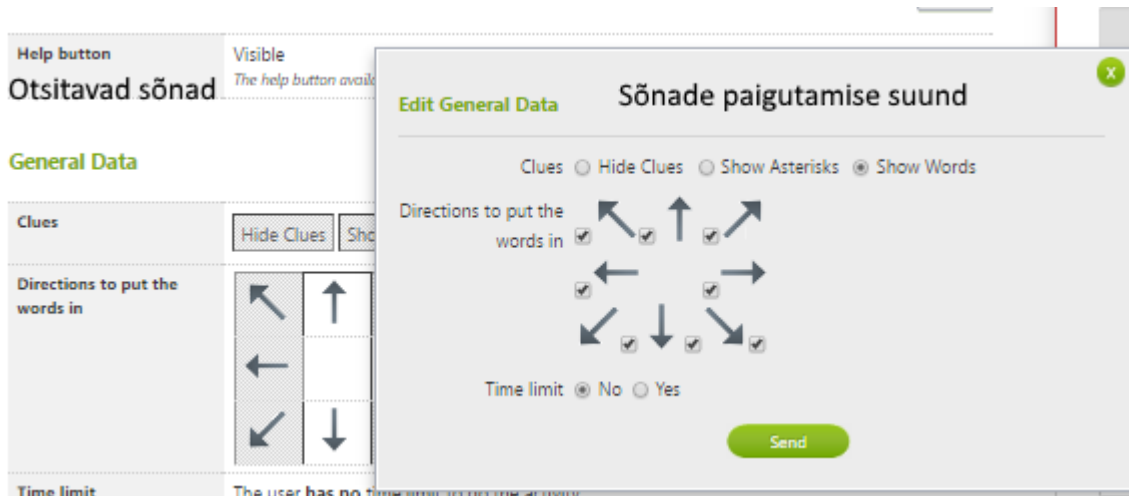 Help button
Visible
Otsitavad sõnad
The help button
General Data
Clues
Hide Clues
Directions to put the
words in
Time limit
The user has no time limit to do the activity
x
Edit General Data
Sõnade paigutamise suund
Clues Hide Clues Show Asterisks Show Words
Directions to put the
words in
Time limit No Yes
Send